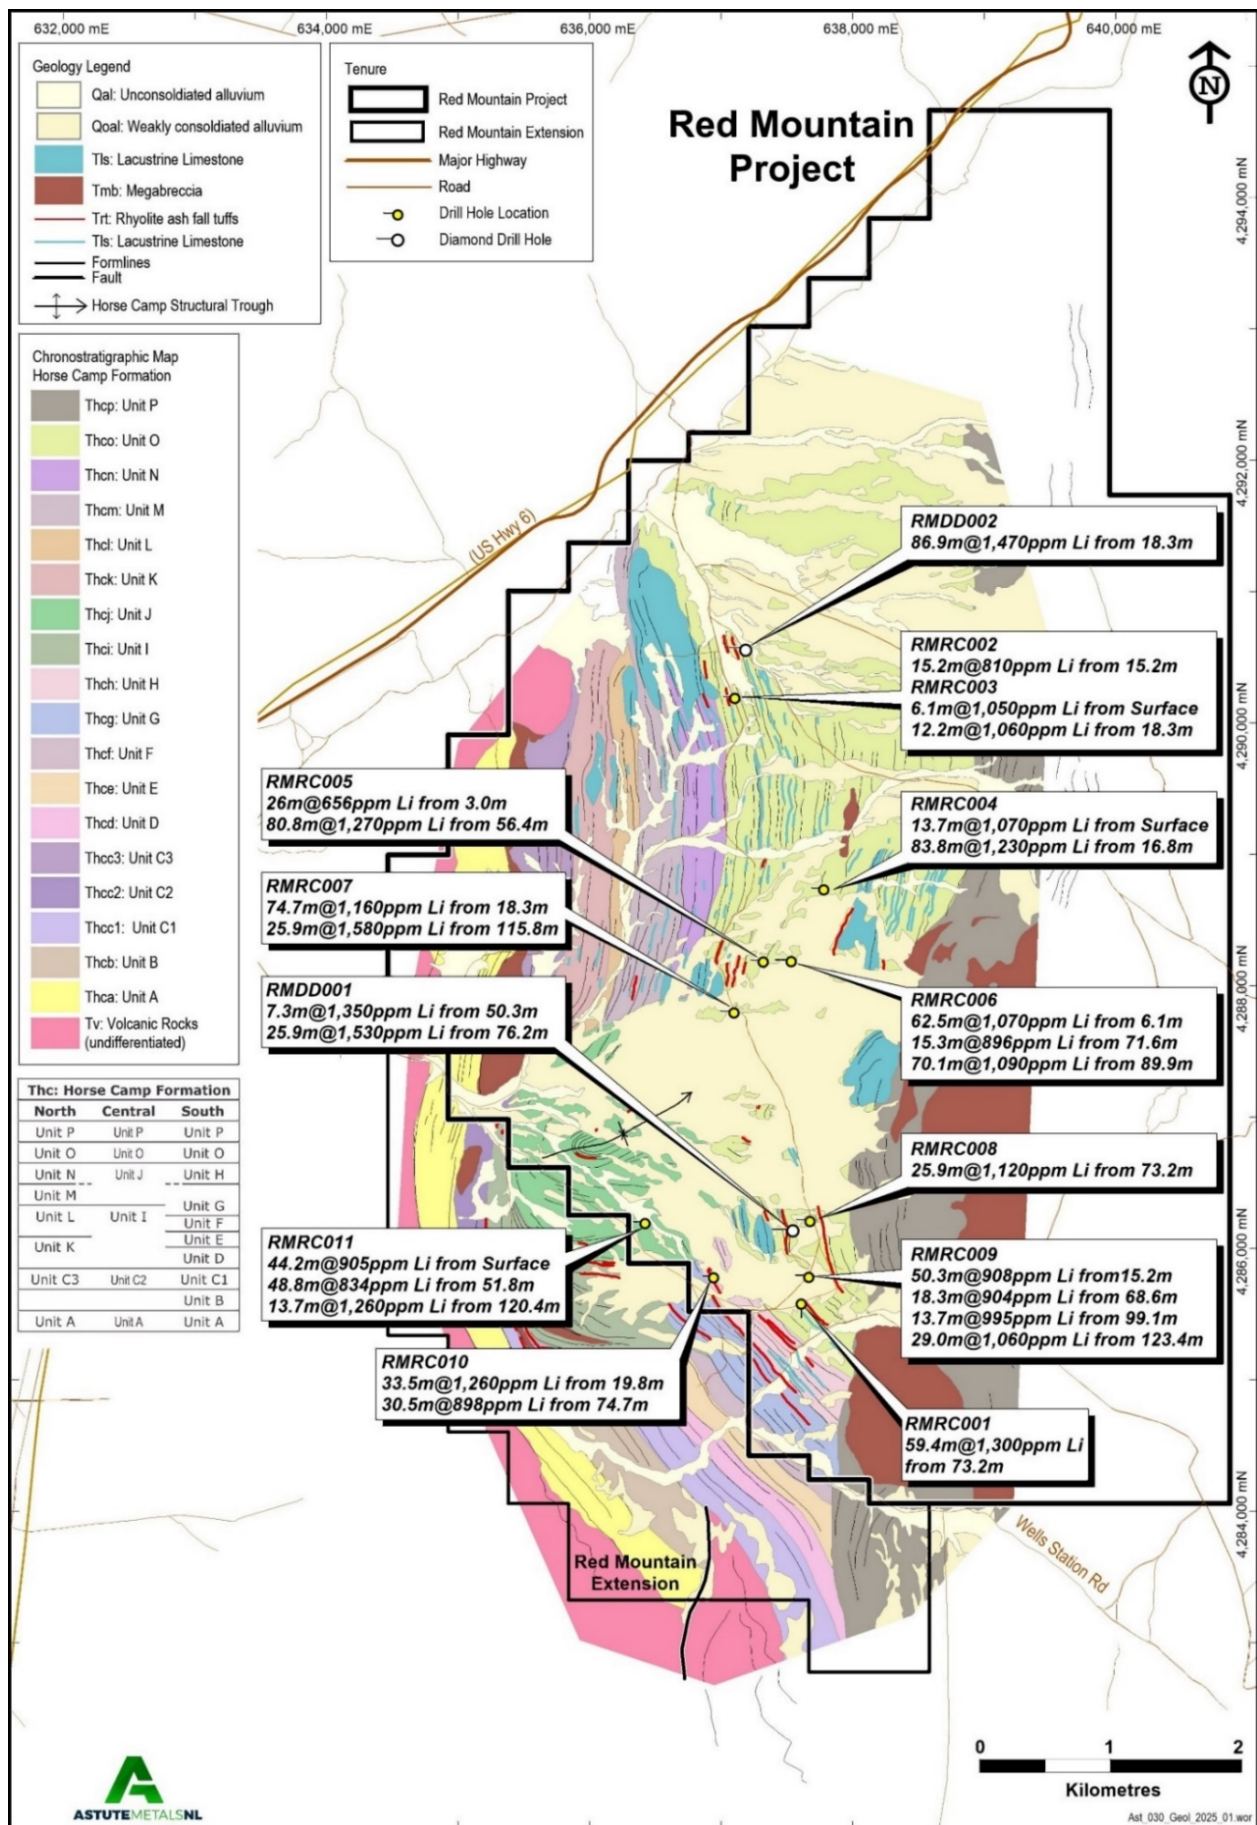 632,000 mE
634,000 mE
636,000 mE
638,000 mE
640,000 mE
Geology Legend
Qal: Unconsolidated alluvium
Qoal: Weakly consolidated alluvium
Tls: Lacustrine Limestone
Tmb: Megabreccia
Trt: Rhyolite ash fall tuffs
Tls: Lacustrine Limestone
Formlines
Fault
Horse Camp Structural Trough
Tenure
Red Mountain Project
Red Mountain Extension
Major Highway
Road
Drill Hole Location
Diamond Drill Hole
Red Mountain
Project
N
4,294,000 mN
4,292,000 mN
4,290,000 mN
4,288,000 mN
4,286,000 mN
4,284,000 mN
Chronostratigraphic Map
Horse Camp Formation
Thcp: Unit P
Thco: Unit O
Thcn: Unit N
Thcm: Unit M
Thcl: Unit L
Thck: Unit K
Thcj: Unit J
Thci: Unit I
Thch: Unit H
Thcg: Unit G
Thcf: Unit F
Thce: Unit E
Thcd: Unit D
Thcc3: Unit C3
Thcc2: Unit C2
Thcc1: Unit C1
Thcb: Unit B
Thca: Unit A
Tv: Volcanic Rocks
(undifferentiated)
Thc: Horse Camp Formation
North Central South
Unit P Unit P Unit P
Unit O Unit O Unit O
Unit N Unit J Unit H
Unit M
Unit G
Unit L Unit I
Unit F
Unit E
Unit K
Unit D
Unit C3 Unit C2 Unit C1
Unit B
Unit A Unit A Unit A
(US Hwy 6)
RMDD002
86.9m@1,470ppm Li from 18.3m
RMRC002
15.2m@810ppm Li from 15.2m
RMRC003
6.1m@1,050ppm Li from Surface
12.2m@1,060ppm Li from 18.3m
RMRC005
26m@656ppm Li from 3.0m
80.8m@1,270ppm Li from 56.4m
RMRC004
13.7m@1,070ppm Li from Surface
83.8m@1,230ppm Li from 16.8m
RMRC007
74.7m@1,160ppm Li from 18.3m
25.9m@1,580ppm Li from 115.8m
RMDD001
7.3m@1,350ppm Li from 50.3m
25.9m@1,530ppm Li from 76.2m
RMRC006
62.5m@1,070ppm Li from 6.1m
15.3m@896ppm Li from 71.6m
70.1m@1,090ppm Li from 89.9m
RMRC008
25.9m@1,120ppm Li from 73.2m
RMRC011
44.2m@905ppm Li from Surface
48.8m@834ppm Li from 51.8m
13.7m@1,260ppm Li from 120.4m
RMRC009
50.3m@908ppm Li from15.2m
18.3m@904ppm Li from 68.6m
13.7m@995ppm Li from 99.1m
29.0m@1,060ppm Li from 123.4m
RMRC010
33.5m@1,260ppm Li from 19.8m
30.5m@898ppm Li from 74.7m
RMRC001
59.4m@1,300ppm Li
from 73.2m
Wells Station Rd
Red Mountain
Extension
0 1 2
Kilometres
ASTUTEMETALSNL
Ast_030_Geol_2025_01.wor